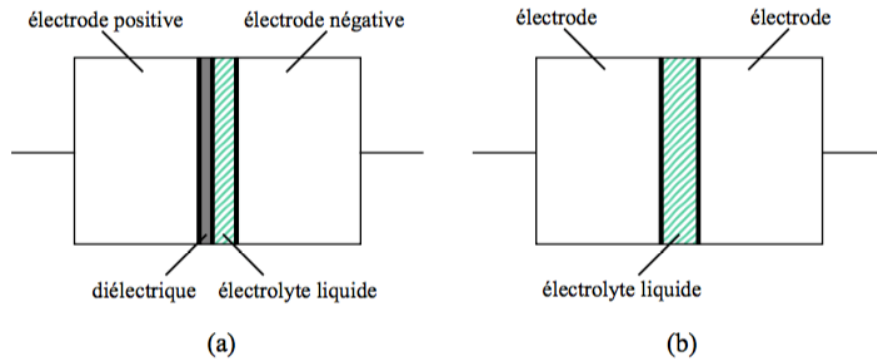 électrode positive
électrode négative
diélectrique
électrolyte liquide
(a)
électrode
électrode
électrolyte liquide
(b)